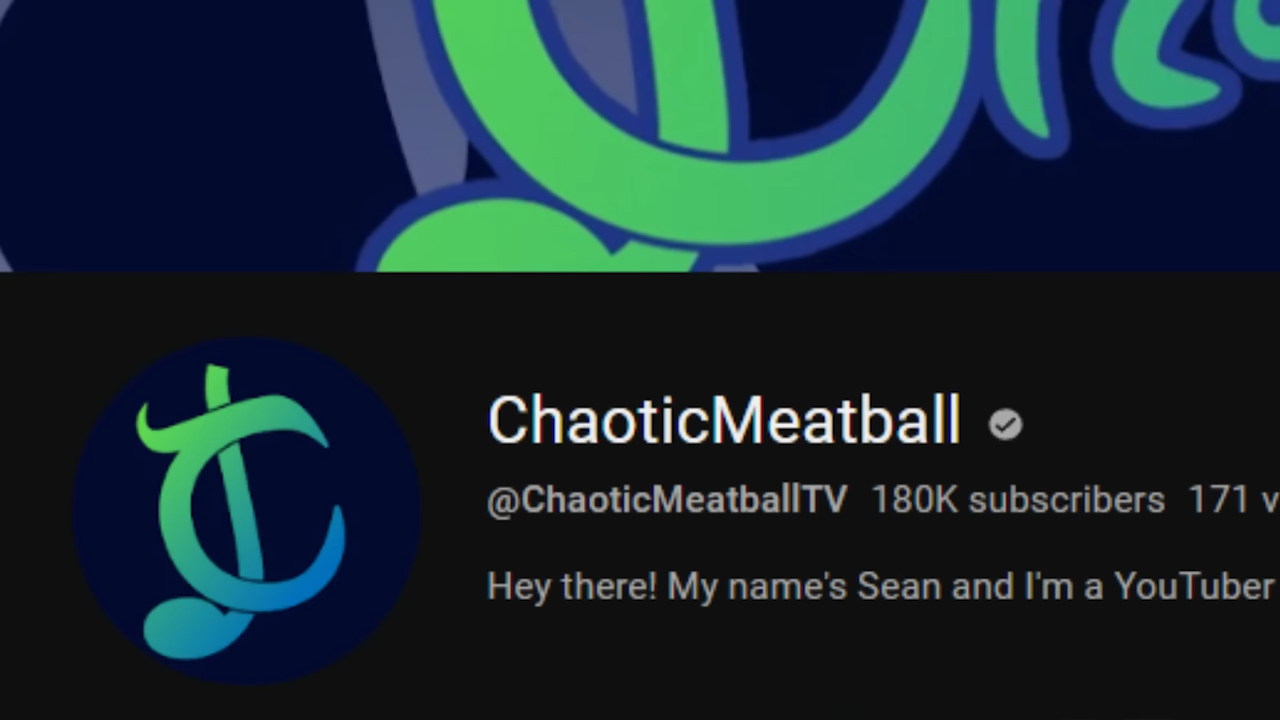 ChaoticMeatball
@ChaoticMeatballTV 180K subscribers 171 v
Hey there! My name's Sean and I'm a YouTuber